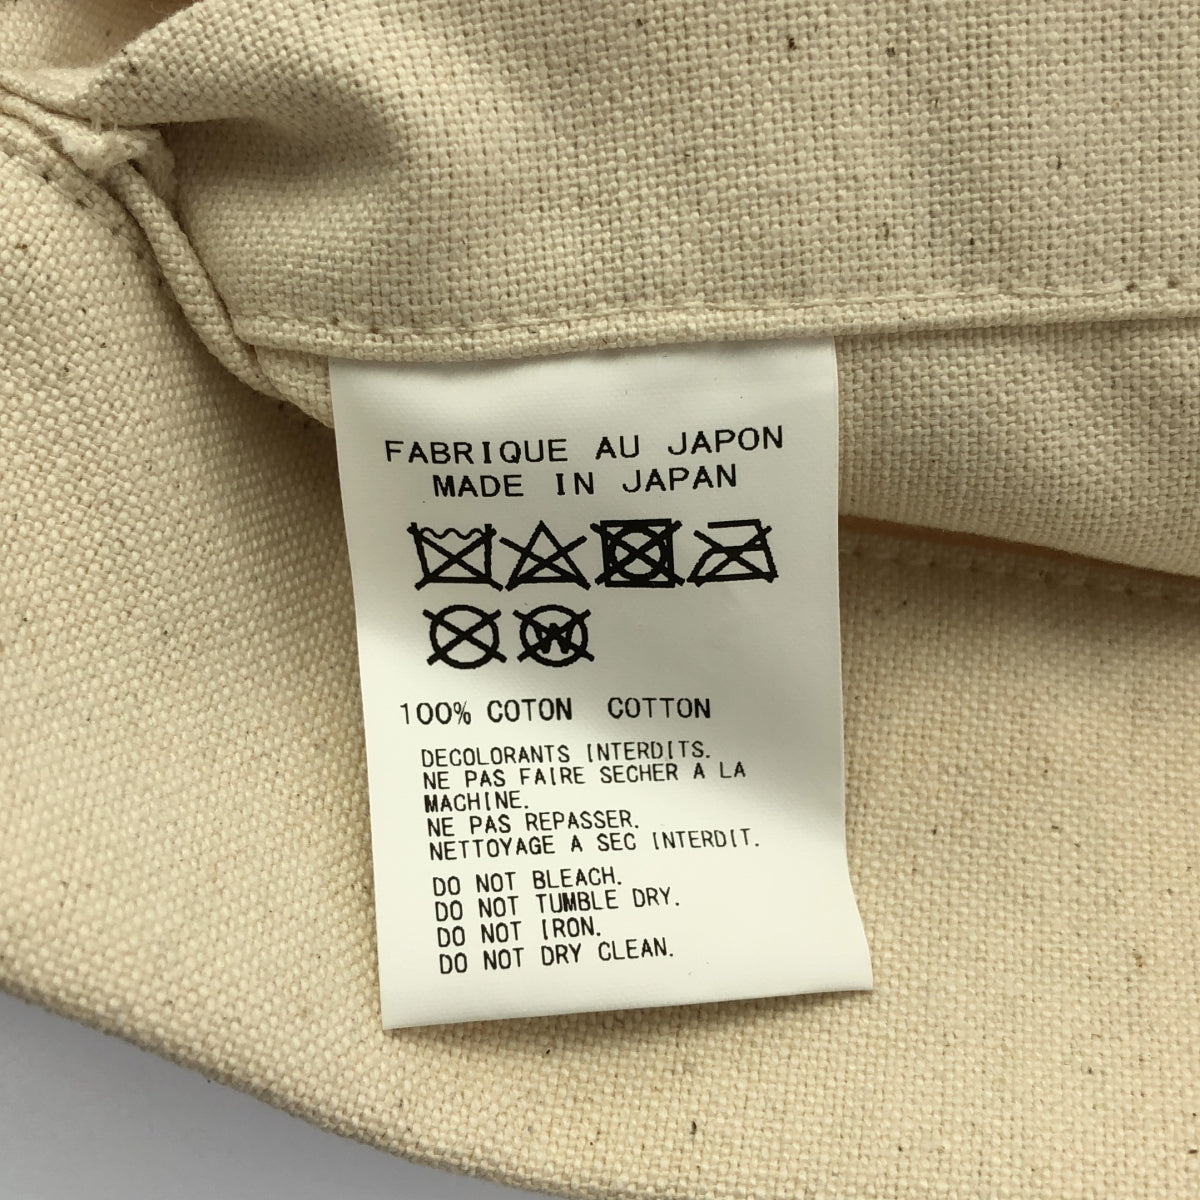 FABRIQUE AU JAPON
MADE IN JAPAN
W
100% COTON COTTON
DECOLORANTS INTERDITS.
NE PAS FAIRE SECHER A LA
MACHINE.
NE PAS REPASSER.
NETTOYAGE A SEC INTERDIT.
DO NOT BLEACH.
DO NOT TUMBLE DRY.
DO NOT IRON.
DO NOT DRY CLEAN.